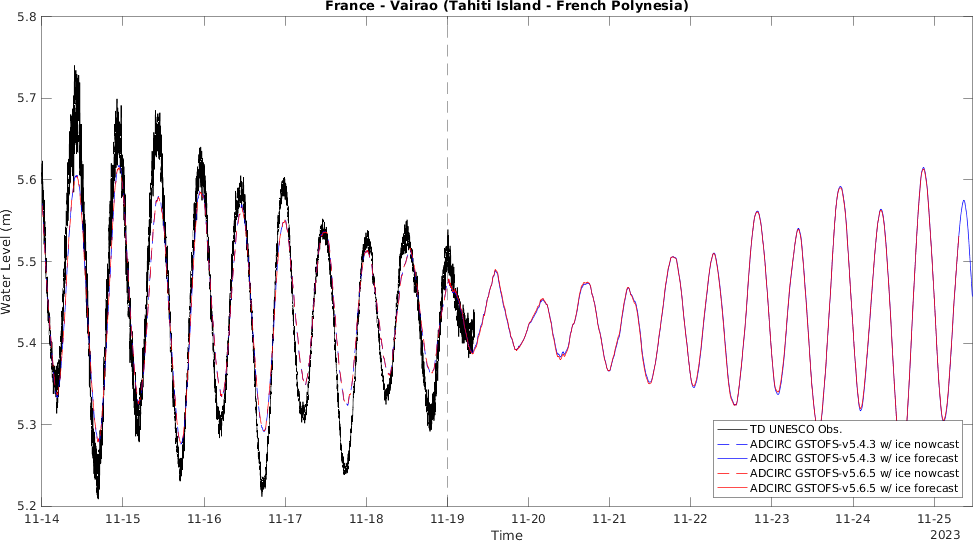 France - Vairao (Tahiti Island - French Polynesia)
5.8
5.7
5.6
5.5
5.4
5.3
5.2
Water Level (m)
11-14 11-15 11-16 11-17 11-18 11-19 11-20 11-21 11-22 11-23 11-24 11-25
2023
Time
TD UNESCO Obs.
ADCIRC GSTOFS-v5.4.3 w/ ice nowcast
ADCIRC GSTOFS-v5.4.3 w/ ice forecast
ADCIRC GSTOFS-v5.6.5 w/ ice nowcast
ADCIRC GSTOFS-v5.6.5 w/ ice forecast